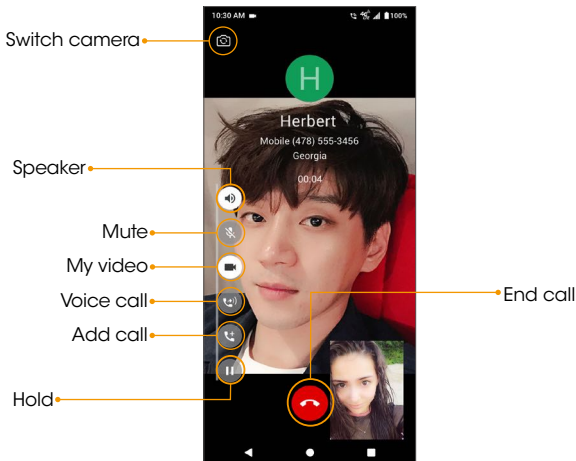 10:30 AM
4G
100%
Switch camera
H
Herbert
Mobile (478) 555-3456
Georgia
00:04
Speaker
Mute
My video
Voice call
End call
Add call
Hold